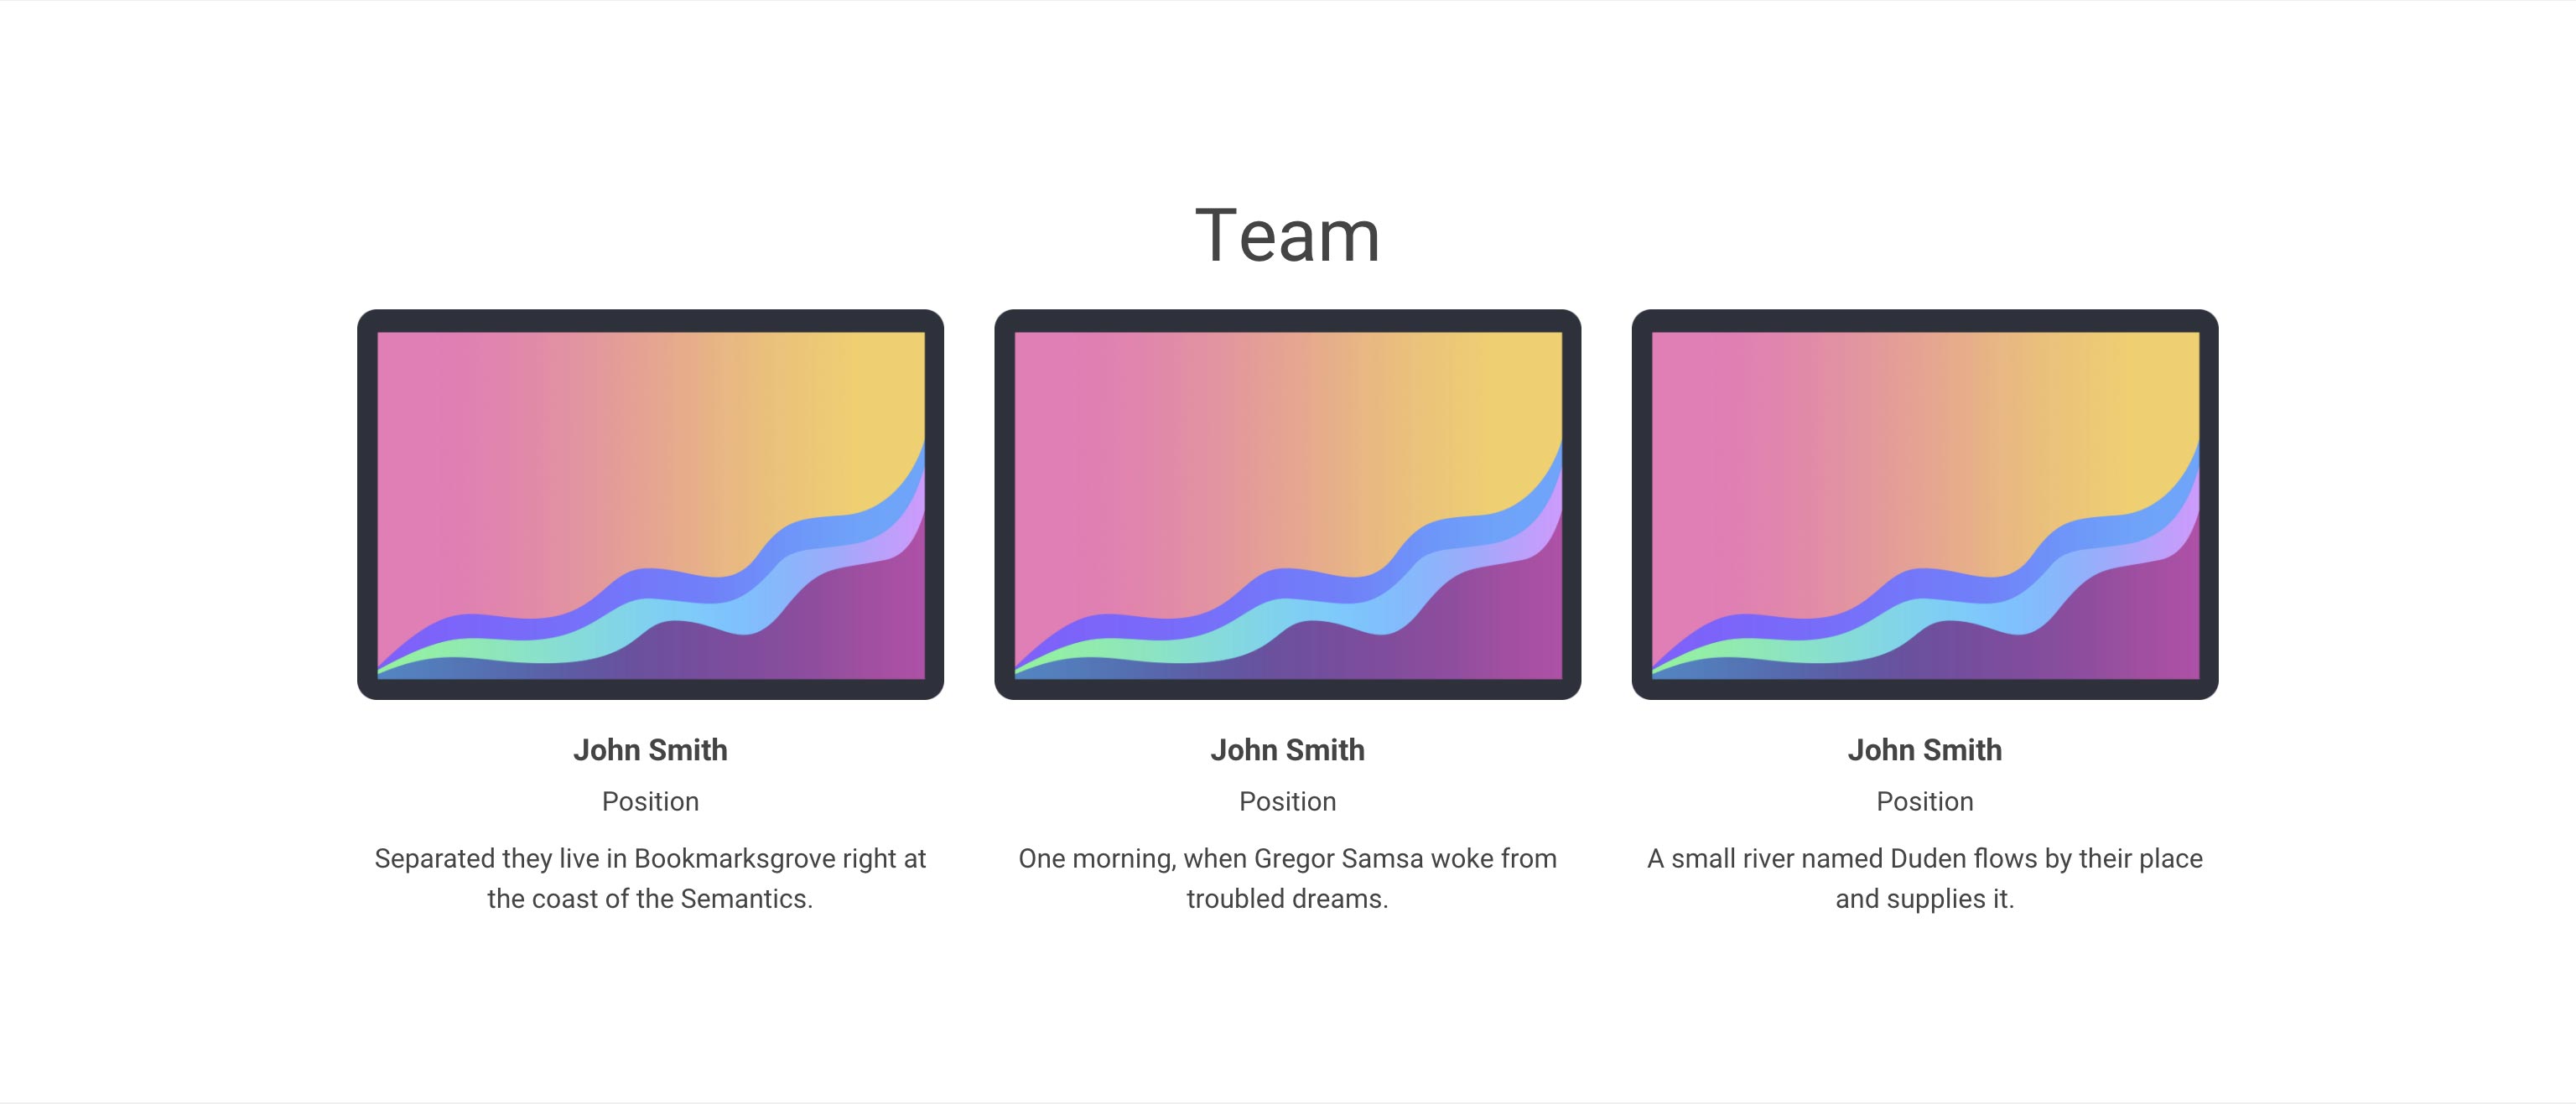 Team
John Smith
Position
Separated they live in Bookmarksgrove right at
the coast of the Semantics.
John Smith
Position
One morning, when Gregor Samsa woke from
troubled dreams.
John Smith
Position
A small river named Duden flows by their place
and supplies it.